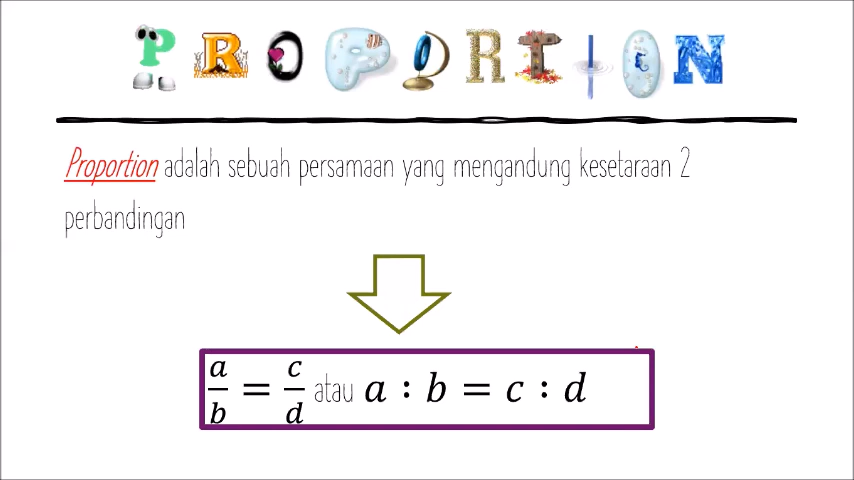 PROPORTION
Proportion adalah sebuah persamaan yang mengandung kesetaraan 2
perbandingan
a/b = c/d atau a : b = c : d